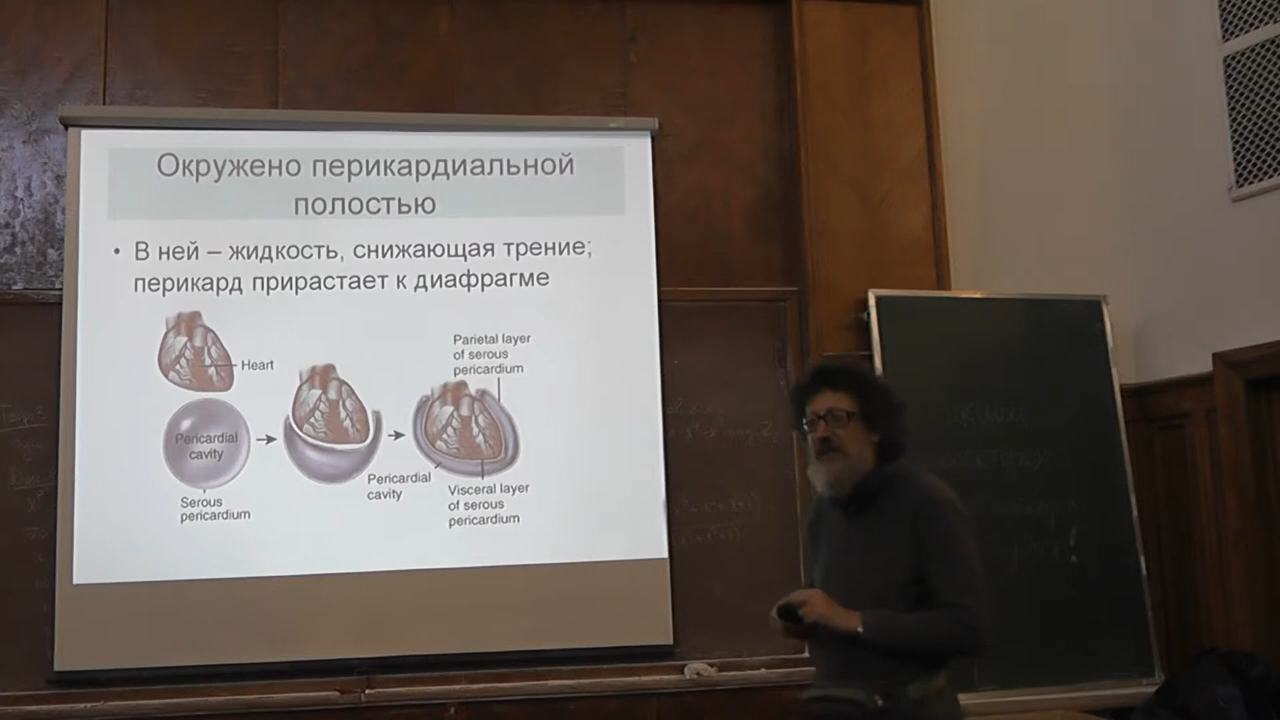 Окружено перикардиальной
полостью
• В ней – жидкость, снижающая трение;
перикард прирастает к диафрагме
Heart
Pericardial
cavity
Serous
pericardium
Pericardial
cavity
Parietal layer
of serous
pericardium
Visceral layer
of serous
pericardium